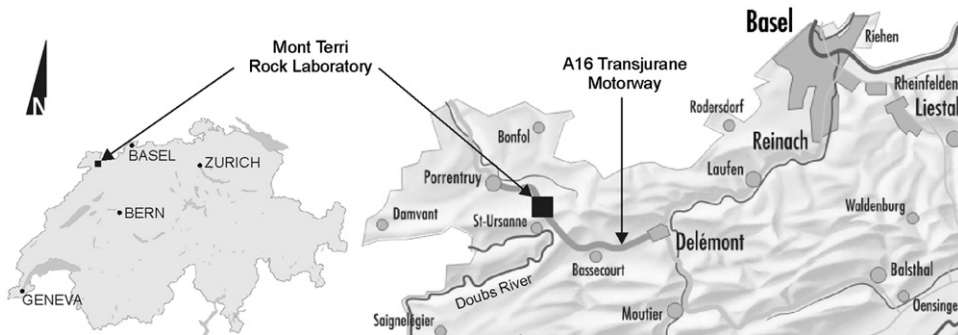 Mont Terri
Rock Laboratory
N
BASEL
ZURICH
BERN
GENEVA
A16 Transjurane
Motorway
Basel
Riehen
Rheinfelden
Liestal
Rodersdorf
Reinach
Bonfol
Laufen
Porrentruy
Damvant
St-Ursanne
Waldenburg
Delémont
Bassecourt
Balsthal
Doubs River
Oensingen
Moutier
Saignelégier